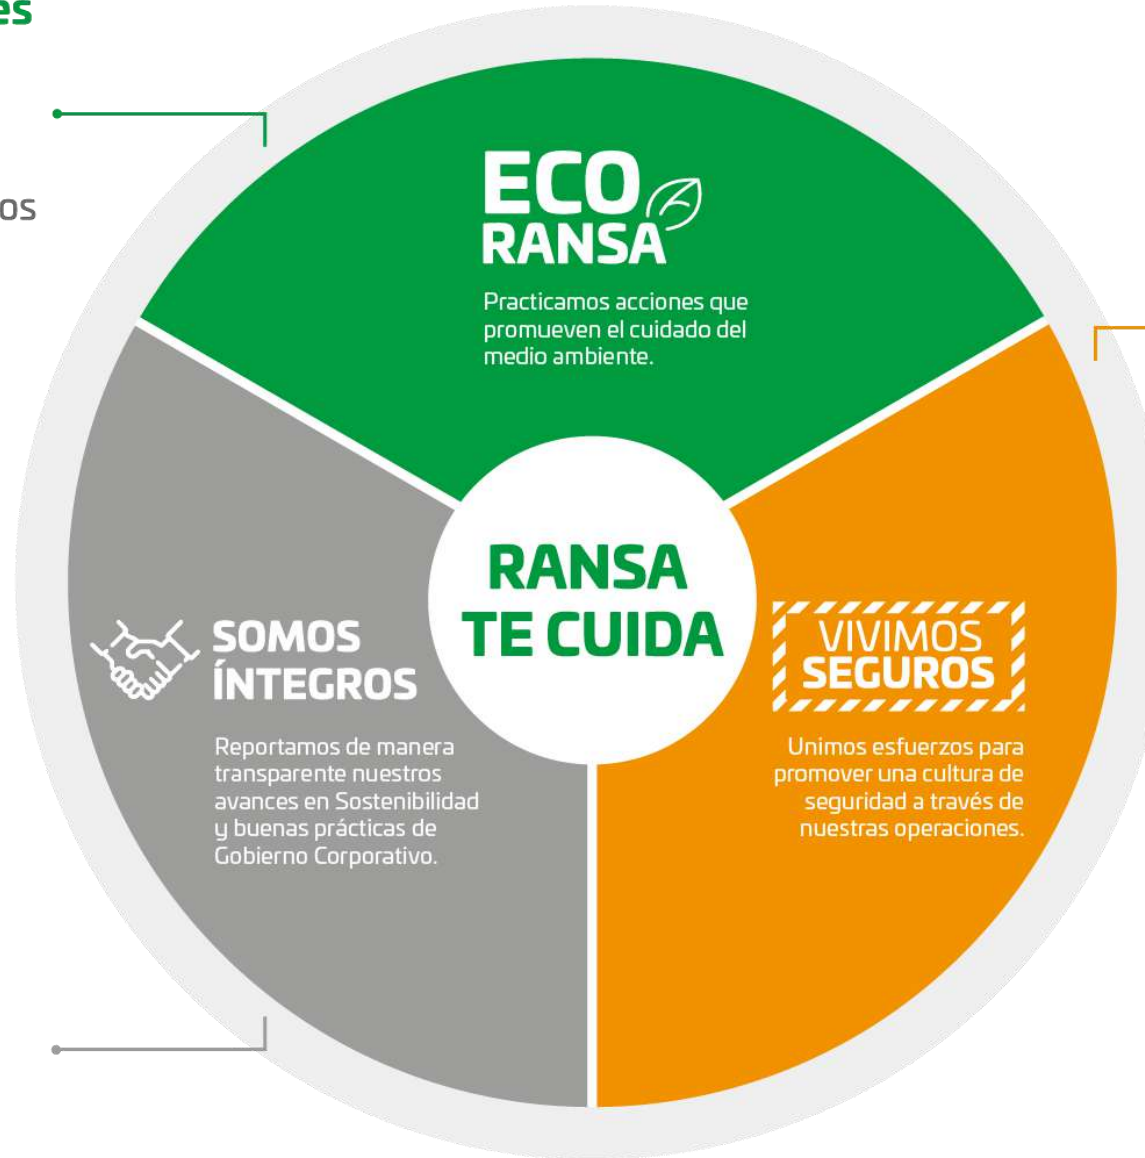 es
os
ECO
RANSA
Practicamos acciones que
promueven el cuidado del
medio ambiente.
RANSA
TE CUIDA
SOMOS
ÍNTEGROS
Reportamos de manera
transparente nuestros
avances en Sostenibilidad
y buenas prácticas de
Gobierno Corporativo.
VIVIMOS
SEGUROS
Unimos esfuerzos para
promover una cultura de
seguridad a través de
nuestras operaciones.